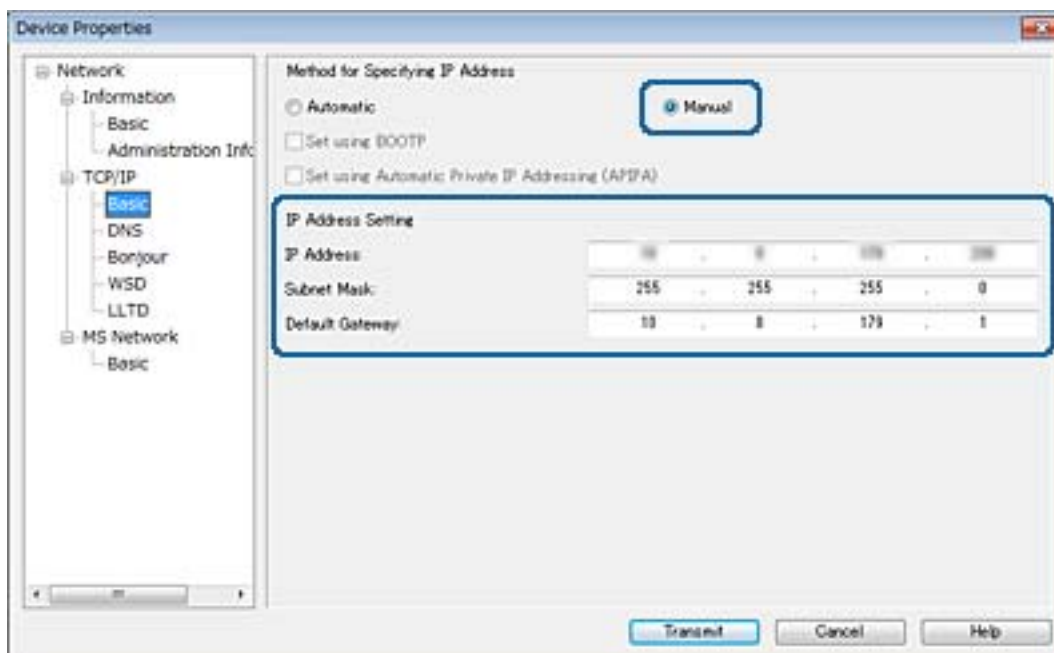 Device Properties
Network
Information
Basic
Administration Info
TCP/IP
Basic
DNS
Bonjour
WSD
LLTD
MS Network
Basic
Method for Specifying IP Address
Automatic
Manual
Set using BOOTP
Set using Automatic Private IP Addressing (APIPA)
IP Address Setting
IP Address:
Subnet Mask: 255 . 255 . 255 . 0
Default Gateway: 10 . 8 . 179 . 1
Transmit Cancel Help